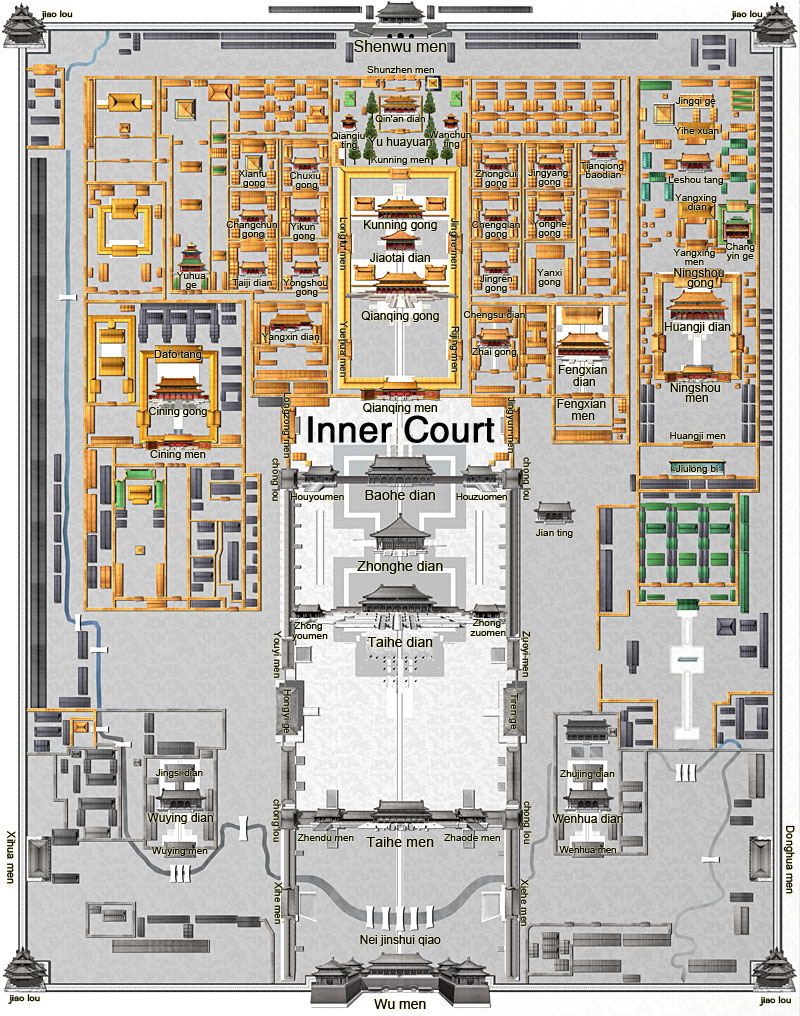 jiao lou
jiao lou
Shenwu men
Shunzhen men
Qin'an dian
Qianqiu
ting
Wanchun
ting
Yu huayuan
Kunning men
Jingqi ge
Yihe xuan
Leshou tang
Yangxing
dian
Chang
yin ge
Yangxing
men
Xianfu
gong
Chuxiu
gong
Zhongcui
gong
Jingyang
gong
Tianqiong
baodian
Changchun
gong
Yikun
gong
Longfu men
Kunning gong
Jinghe men
Chengqian
gong
Yonghe
gong
Jiaotai dian
Yuhua
ge
Taiji dian
Yongshou
gong
Jingren
gong
Yanxi
gong
Ningshou
gong
Qianqing gong
Chengsu dian
Huangji dian
Yangxin dian
Yuehua men
Rijing men
Zhai gong
Dafo tang
Fengxian
dian
Cining gong
Ningshou
men
Qianqing men
Fengxian
men
Longzong men
Inner Court
Jingyun men
Huangji men
Cining men
chong lou
Houyoumen
Baohe dian
Houzuomen
chong lou
Jiulong bi
Jian ting
Zhonghe dian
Zhong
youmen
Zhong
zuomen
Taihe dian
Youyi men
Zuoyi men
Hongyi ge
Tiren ge
Jingsi dian
Zhujing dian
Wuying dian
Wenhua dian
chong lou
Zhendu men
Taihe men
Zhaode men
chong lou
Wuying men
Wenhua men
Xihua men
Donghua men
Xihe men
Xiehe men
Nei jinshui qiao
jiao lou
Wu men
jiao lou